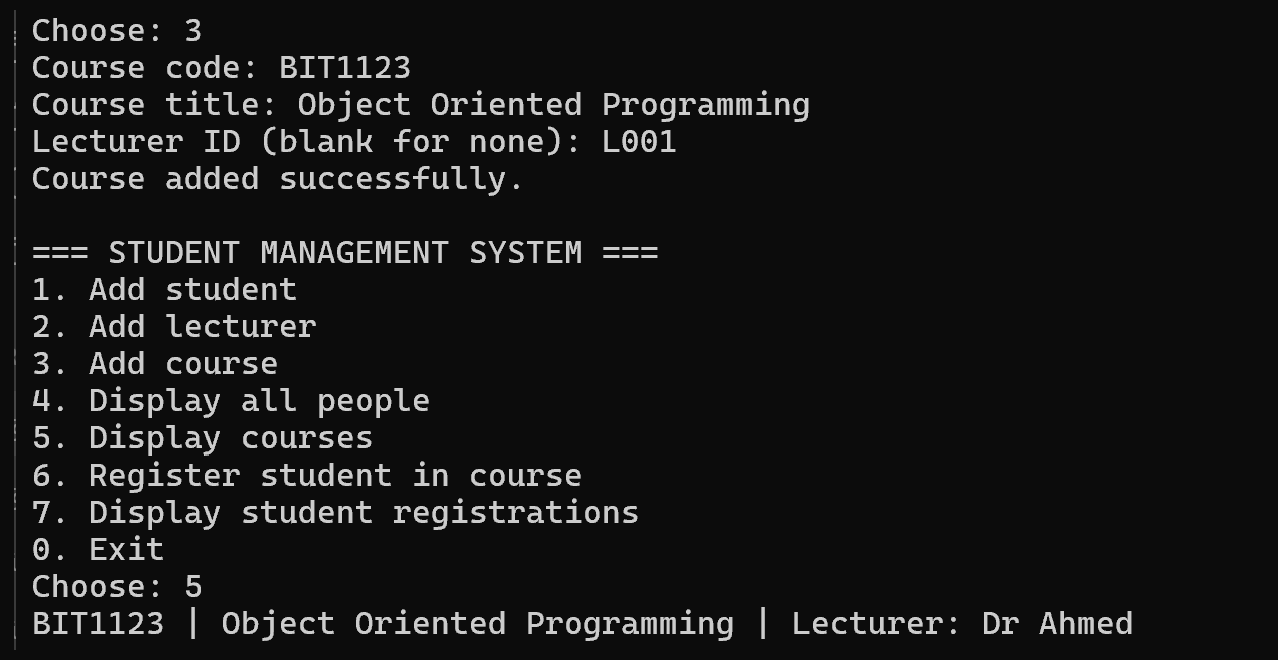 Choose: 3
Course code: BIT1123
Course title: Object Oriented Programming
Lecturer ID (blank for none): L001
Course added successfully.

=== STUDENT MANAGEMENT SYSTEM ===
1. Add student
2. Add lecturer
3. Add course
4. Display all people
5. Display courses
6. Register student in course
7. Display student registrations
0. Exit
Choose: 5
BIT1123 | Object Oriented Programming | Lecturer: Dr Ahmed